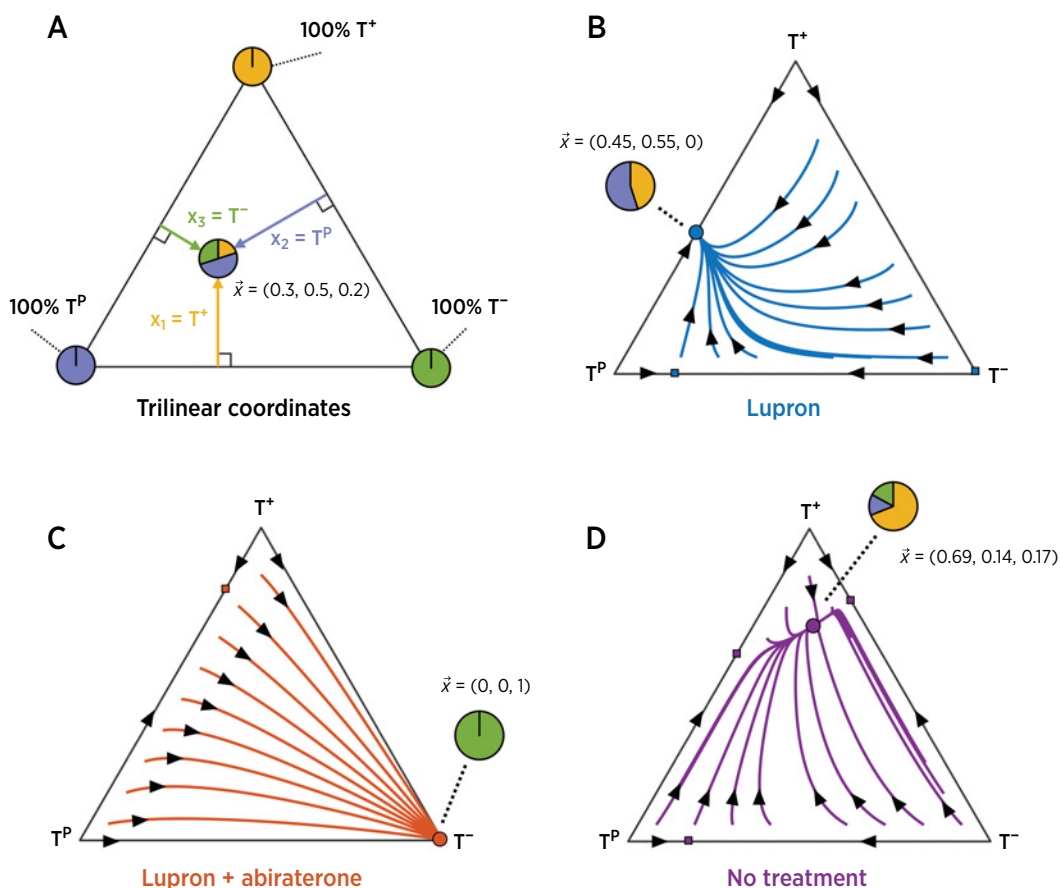 A
100% T⁺
x₃ = T⁻
x₂ = Tᴾ
x⃗ = (0.3, 0.5, 0.2)
100% Tᴾ
x₁ = T⁺
100% T⁻
Trilinear coordinates
B
T⁺
x⃗ = (0.45, 0.55, 0)
Tᴾ
T⁻
Lupron
C
T⁺
x⃗ = (0, 0, 1)
Tᴾ
T⁻
Lupron + abiraterone
D
T⁺
x⃗ = (0.69, 0.14, 0.17)
Tᴾ
T⁻
No treatment